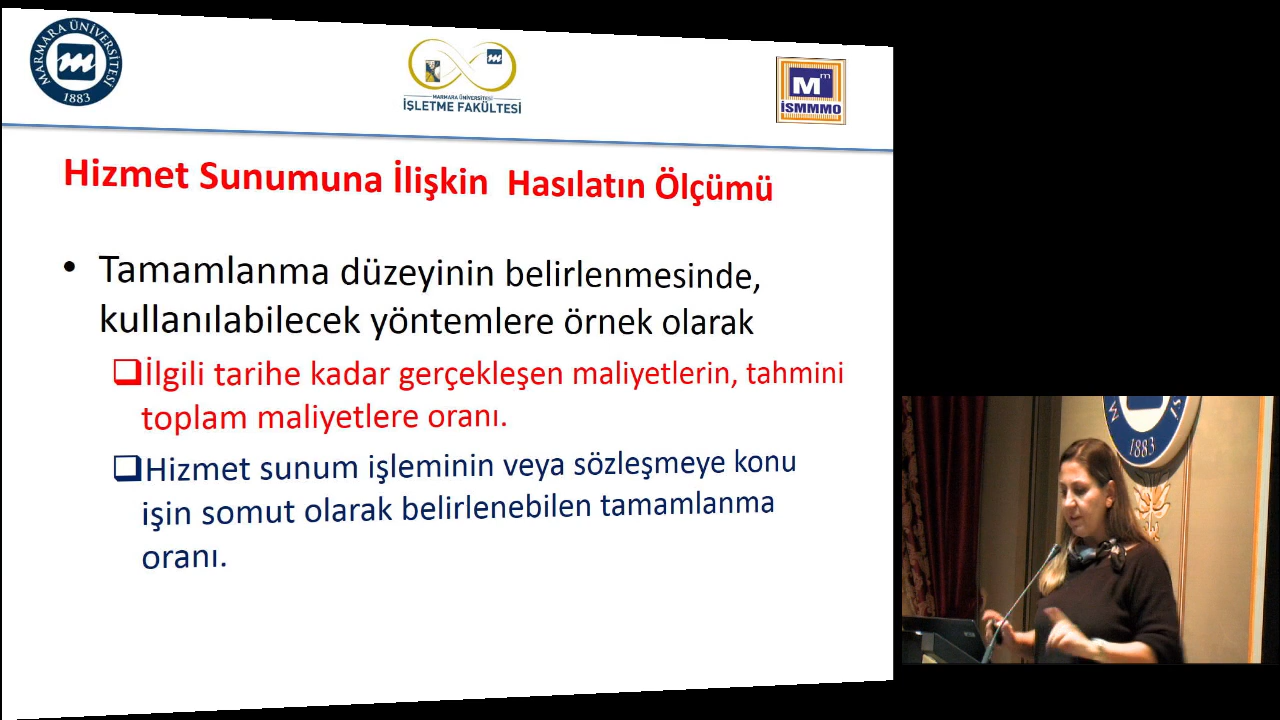 MARMARA ÜNİVERSİTESİ
1883
MARMARA ÜNİVERSİTESİ
İŞLETME FAKÜLTESİ
Mm
İSMMMO
Hizmet Sunumuna İlişkin Hasılatın Ölçümü
• Tamamlanma düzeyinin belirlenmesinde,
kullanılabilecek yöntemlere örnek olarak
❑İlgili tarihe kadar gerçekleşen maliyetlerin, tahmini
toplam maliyetlere oranı.
❑Hizmet sunum işleminin veya sözleşmeye konu
işin somut olarak belirlenebilen tamamlanma
oranı.
1883